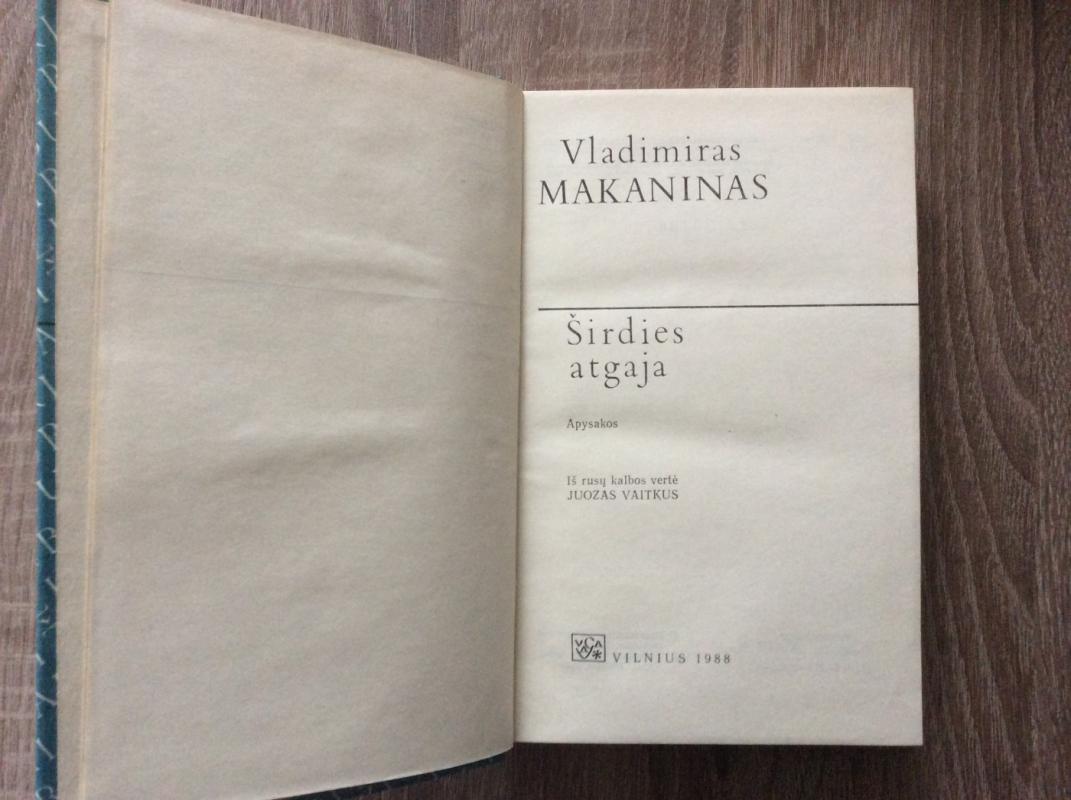 Vladimiras
MAKANINAS
Širdies
atgaja
Apysakos
Iš rusų kalbos vertė
JUOZAS VAITKUS
VILNIUS 1988